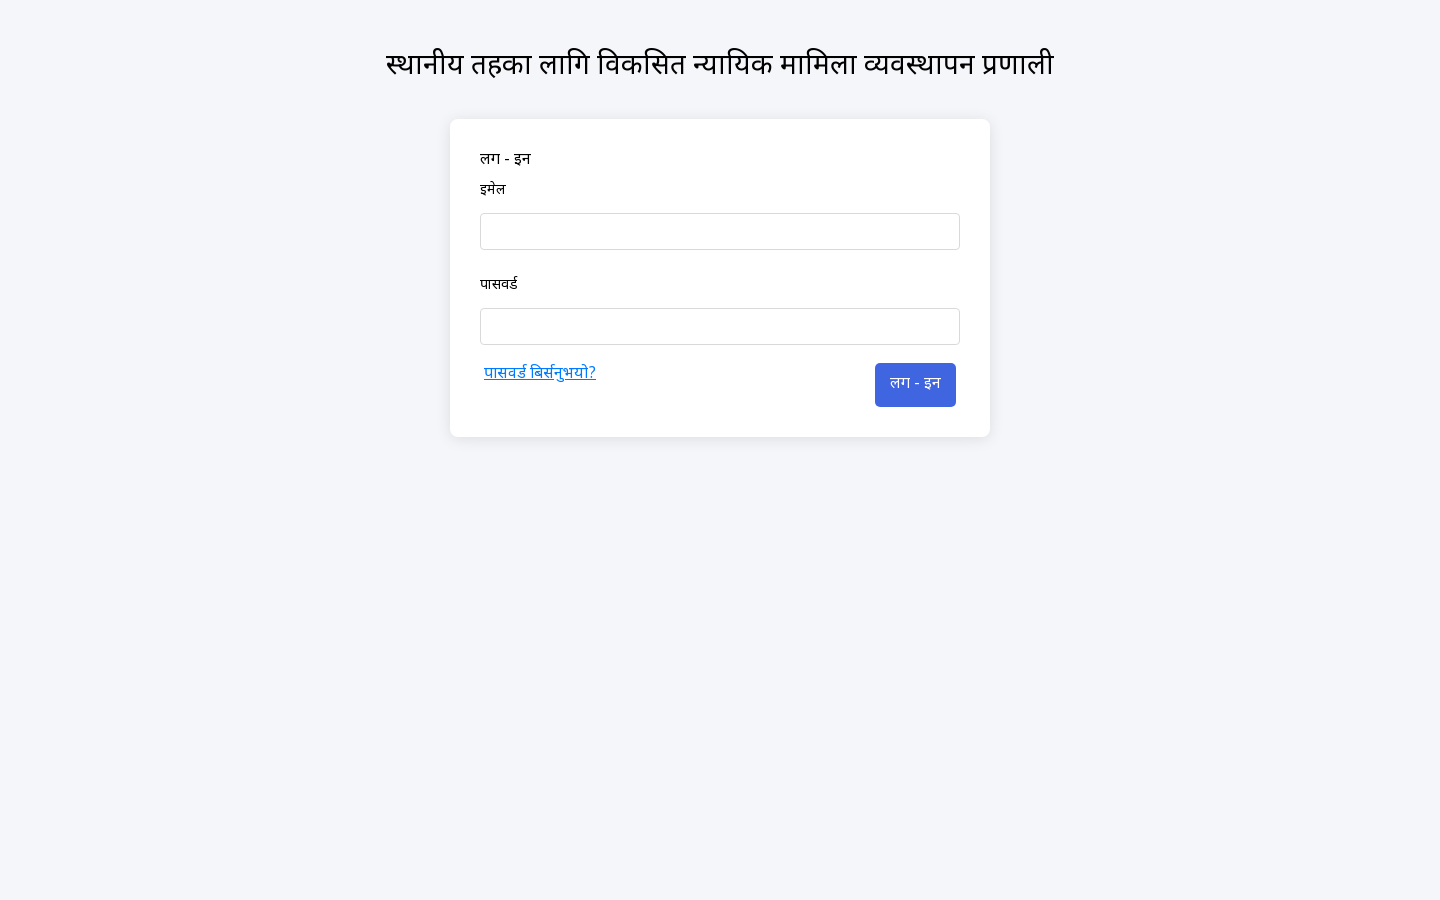 स्थानीय तहका लागि विकसित न्यायिक मामिला व्यवस्थापन प्रणाली
लग - इन
इमेल
पासवर्ड
पासवर्ड बिर्सनुभयो?
लग - इन